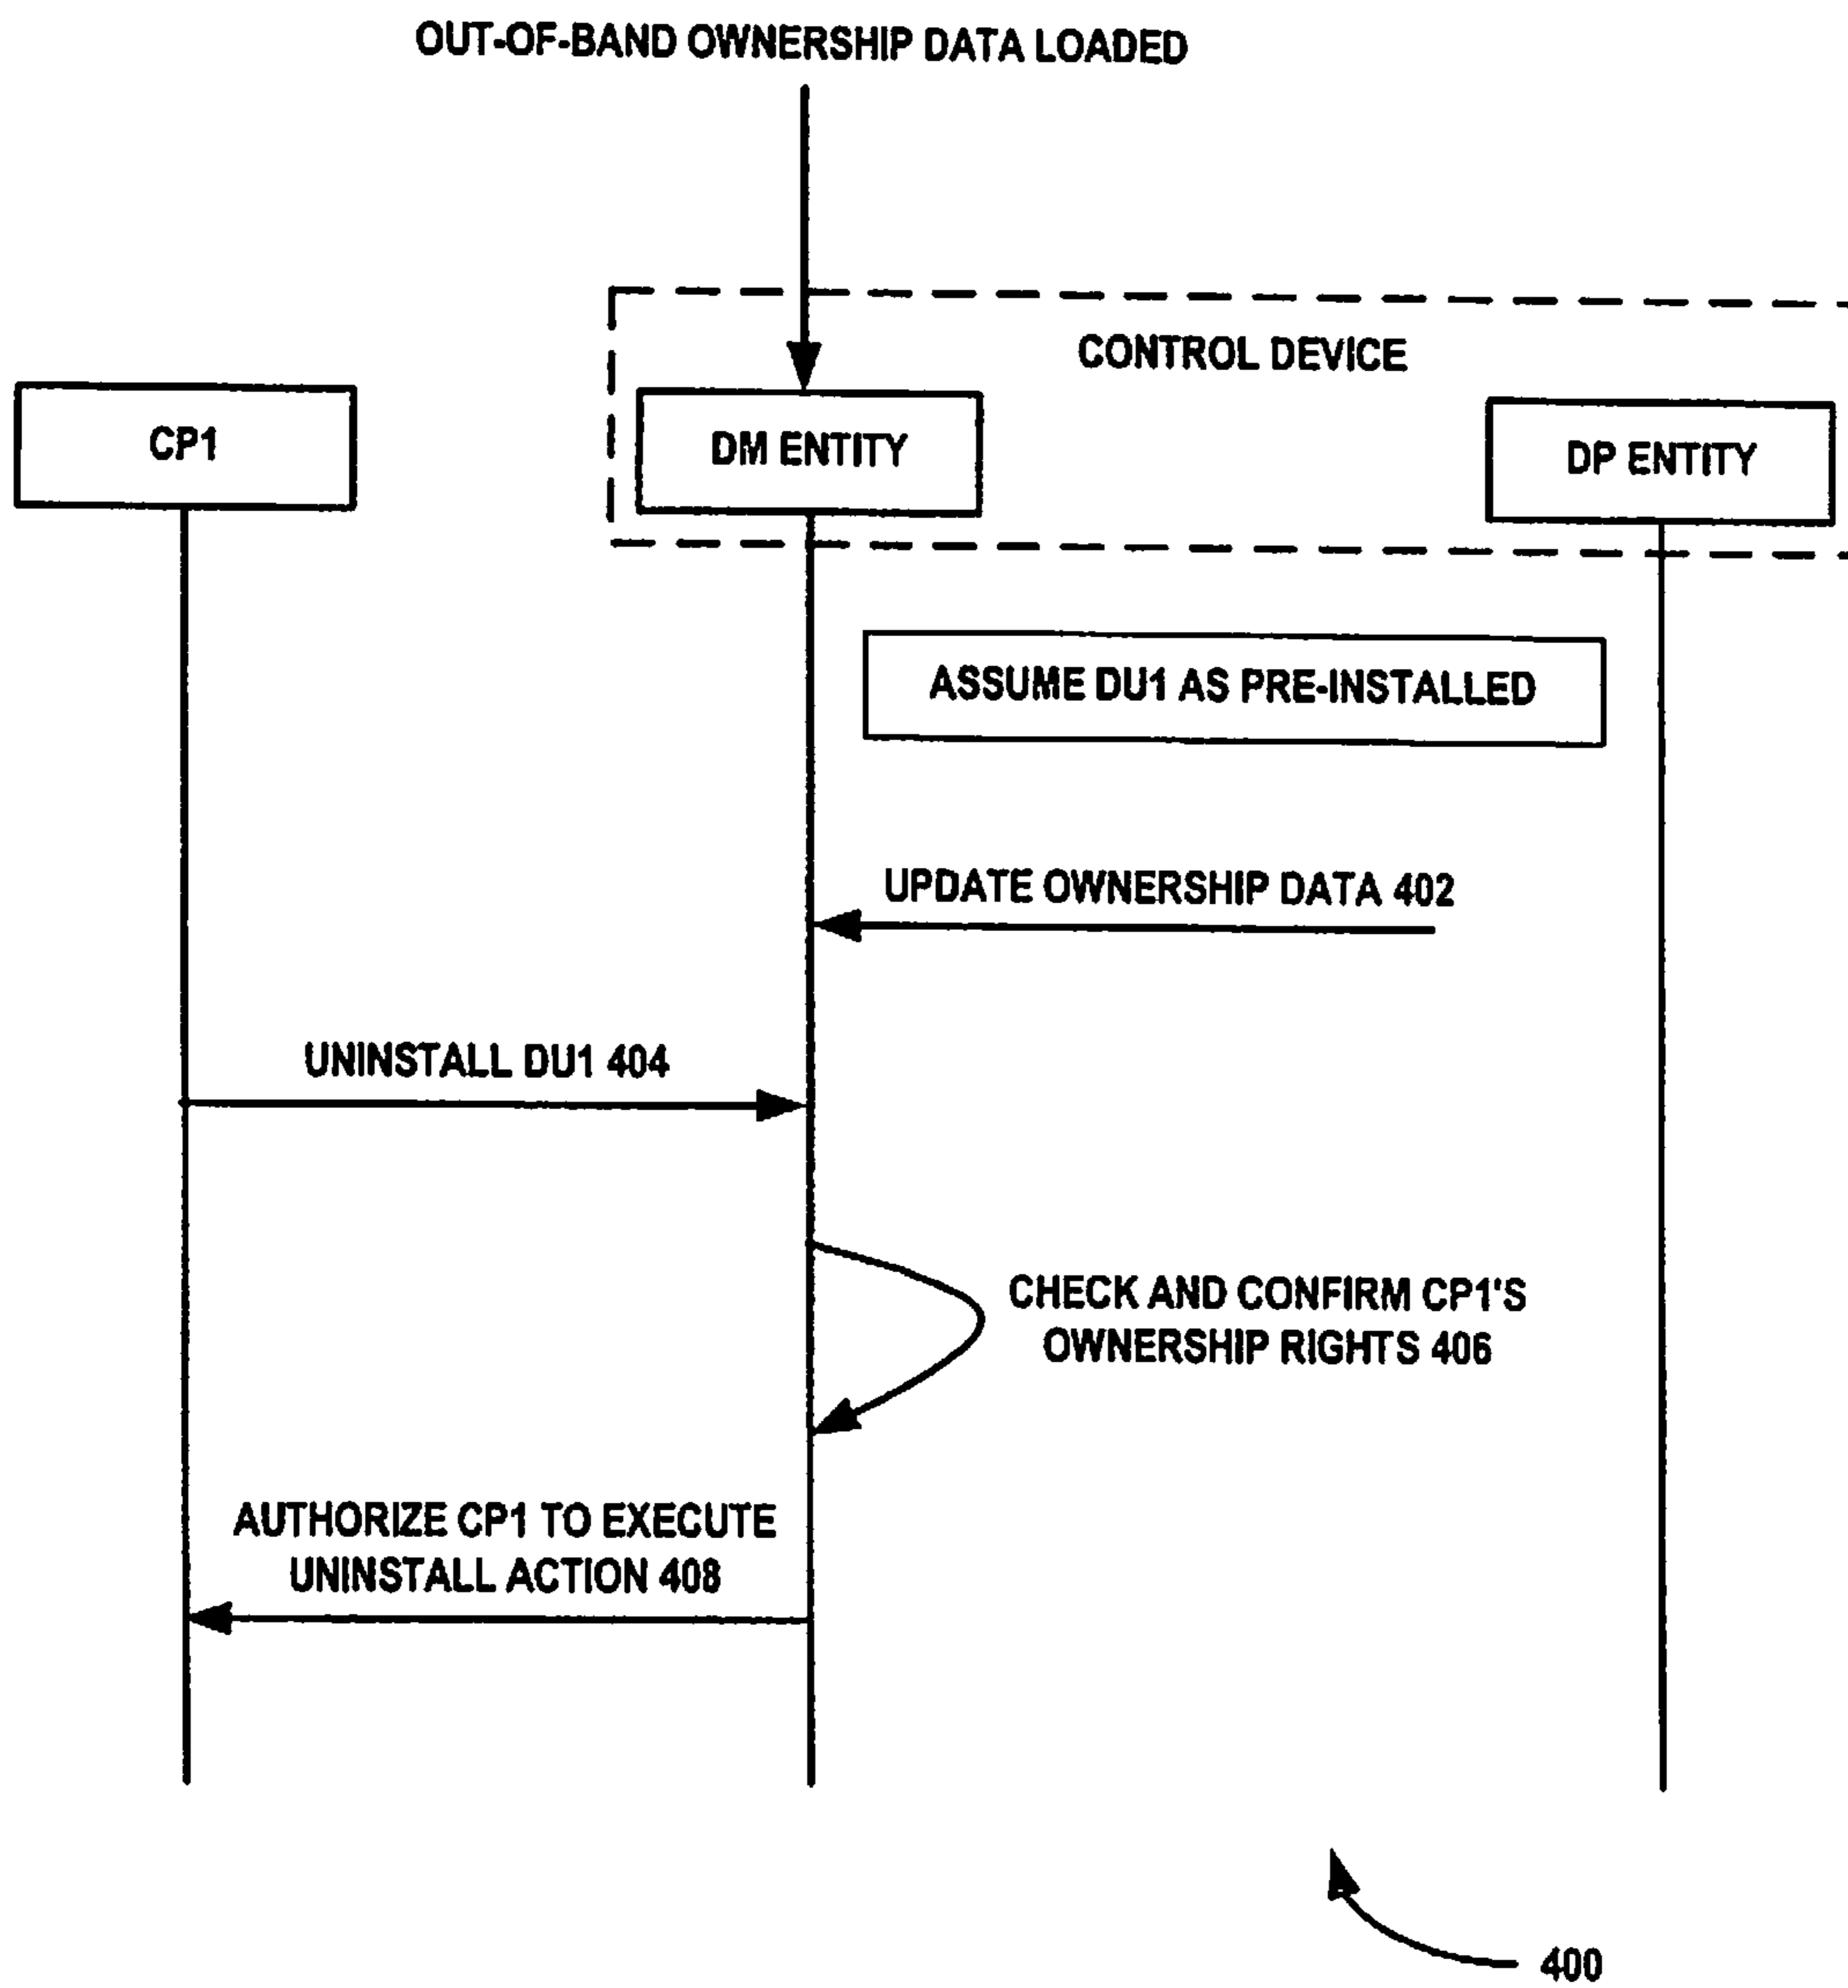 OUT-OF-BAND OWNERSHIP DATA LOADED
CONTROL DEVICE
CP1
DM ENTITY
DP ENTITY
ASSUME DU1 AS PRE-INSTALLED
UPDATE OWNERSHIP DATA 402
UNINSTALL DU1 404
CHECK AND CONFIRM CP1'S
OWNERSHIP RIGHTS 406
AUTHORIZE CP1 TO EXECUTE
UNINSTALL ACTION 408
400